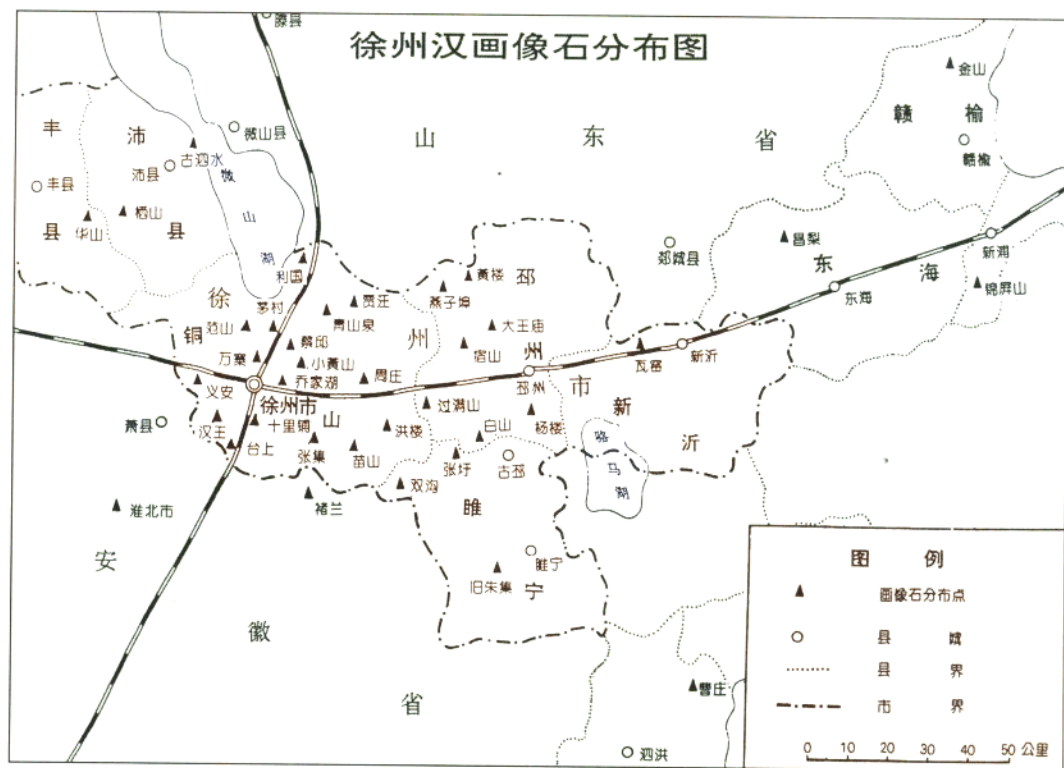 徐州汉画像石分布图
滕县
金山
赣榆
丰
沛
微山县
山东省
古泗水
赣榆
沛县
微山湖
丰县
栖山
华山
县
县
昌梨
郯城县
新浦
东海
利国
黄楼
邳
燕子埠
锦屏山
东海
徐
贾汪
茅村
青山泉
范山
大王庙
铜
州
蔡邱
宿山
州
瓦窑
新沂
万寨
小黄山
邳州
义安
乔家湖
周庄
市
徐州市
过满山
新
萧县
汉王
十里铺
山
洪楼
白山
杨楼
沂
骆马湖
台上
张集
苗山
张圩
古邳
双沟
褚兰
睢
淮北市
安
睢宁
旧朱集
宁
徽
曹庄
省
泗洪
图例
画像石分布点
县城
县界
市界
0 10 20 30 40 50 公里